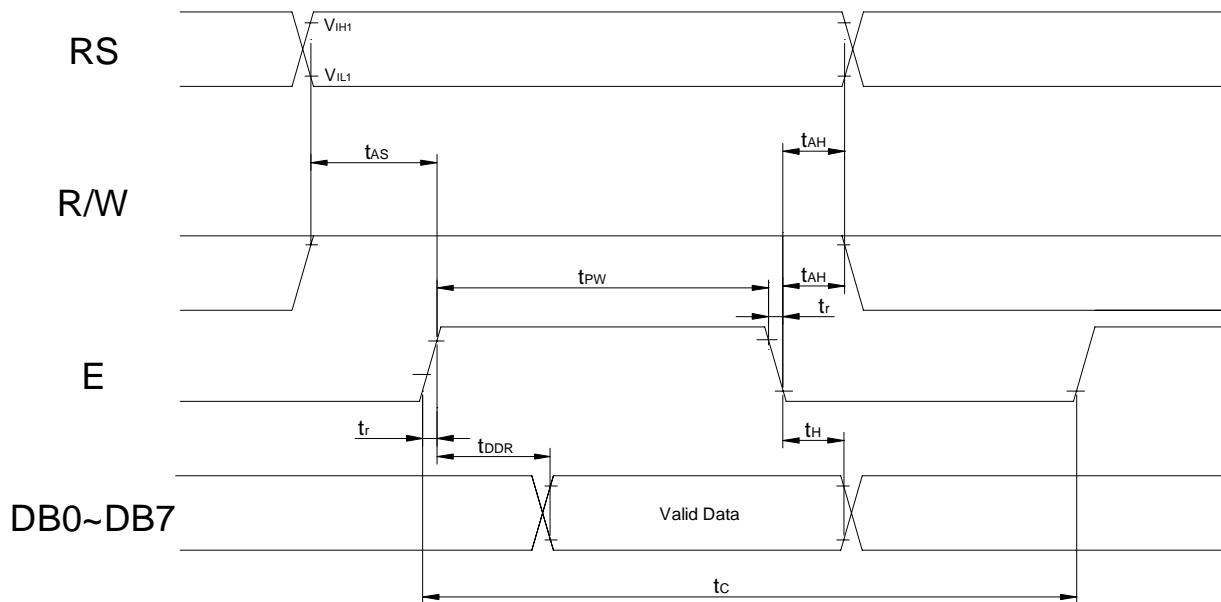 RS
VIH1
VIL1
tAS
tAH
R/W
tPW
tAH
tr
E
tr
tDDR
tH
DB0~DB7
Valid Data
tC